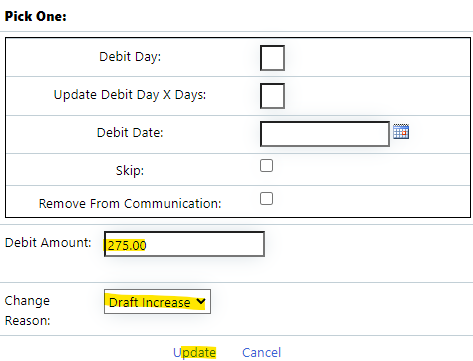 Pick One:
Debit Day:
Update Debit Day X Days:
Debit Date:
Skip:
Remove From Communication:
Debit Amount: 275.00
Change
Reason: Draft Increase
Update Cancel